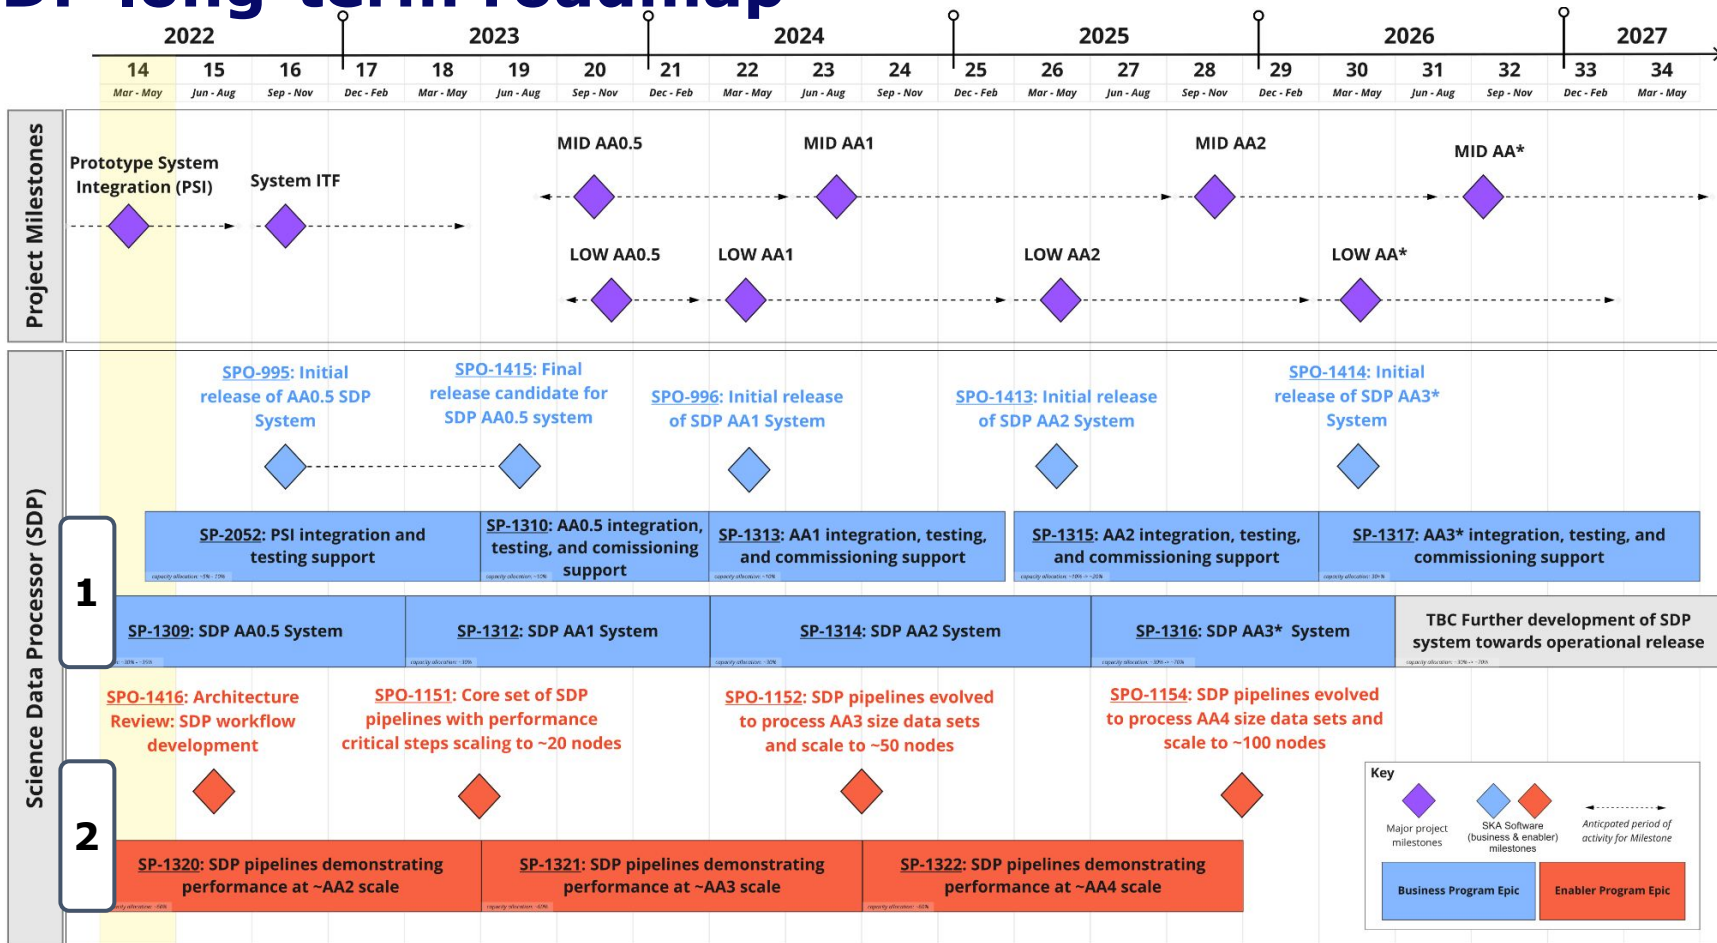 2022 2023 2024 2025 2026 2027
14 15 16 17 18 19 20 21 22 23 24 25 26 27 28 29 30 31 32 33 34
Mar - May Jun - Aug Sep - Nov Dec - Feb Mar - May Jun - Aug Sep - Nov Dec - Feb Mar - May Jun - Aug Sep - Nov Dec - Feb Mar - May Jun - Aug Sep - Nov Dec - Feb Mar - May Jun - Aug Sep - Nov Dec - Feb Mar - May
Project Milestones
Prototype System
Integration (PSI)
System ITF
MID AA0.5
MID AA1
MID AA2
MID AA*
LOW AA0.5
LOW AA1
LOW AA2
LOW AA*
Science Data Processor (SDP)
SPO-995: Initial
release of AA0.5 SDP
System
SPO-1415: Final
release candidate for
SDP AA0.5 system
SPO-996: Initial release
of SDP AA1 System
SPO-1413: Initial release
of SDP AA2 System
SPO-1414: Initial
release of SDP AA3*
System
1
SP-2052: PSI integration and
testing support
SP-1310: AA0.5 integration,
testing, and comissioning
support
SP-1313: AA1 integration, testing,
and commissioning support
SP-1315: AA2 integration, testing,
and commissioning support
SP-1317: AA3* integration, testing, and
commissioning support
SP-1309: SDP AA0.5 System
SP-1312: SDP AA1 System
SP-1314: SDP AA2 System
SP-1316: SDP AA3* System
TBC Further development of SDP
system towards operational release
SPO-1416: Architecture
Review: SDP workflow
development
SPO-1151: Core set of SDP
pipelines with performance
critical steps scaling to ~20 nodes
SPO-1152: SDP pipelines evolved
to process AA3 size data sets
and scale to ~50 nodes
SPO-1154: SDP pipelines evolved
to process AA4 size data sets and
scale to ~100 nodes
2
SP-1320: SDP pipelines demonstrating
performance at ~AA2 scale
SP-1321: SDP pipelines demonstrating
performance at ~AA3 scale
SP-1322: SDP pipelines demonstrating
performance at ~AA4 scale
Key
Major project
milestones
SKA Software
(business & enabler)
milestones
Anticpated period of
activity for Milestone
Business Program Epic
Enabler Program Epic